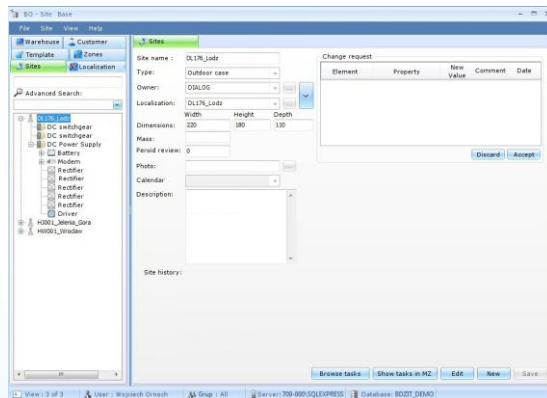 BO - Site Base
File Site View Help
Warehouse Customer
Template Zones
Sites Localization
Advanced Search:
DL176_Lodz
DC switchgear
DC switchgear
DC Power Supply
Battery
Modem
Rectifier
Rectifier
Rectifier
Rectifier
Rectifier
Driver
HJ001_Jelenia_Gora
HW001_Wroclaw
Sites
Site name : DL176_Lodz
Type: Outdoor case
Owner: DIALOG
Localization: DL176_Lodz
Width Height Depth
Dimensions: 220 180 110
Mass:
Peroid review: 0
Photo:
Calendar
Description:
Site history:
Change request
Element Property New Value Comment Date
Discard Accept
Browse tasks Show tasks in MZ Edit New Save
View : 3 of 3 User : Wojsiech Ornoch Grup : All Server: 709-000\SQLEXPRESS Database: BDZIT_DEMO